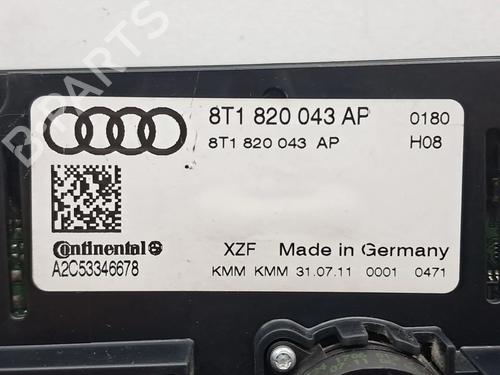 B-PARTS
8T1 820 043 AP 0180
8T1 820 043 AP H08
Continental
A2C53346678
XZF Made in Germany
KMM KMM 31.07.11 0001 0471